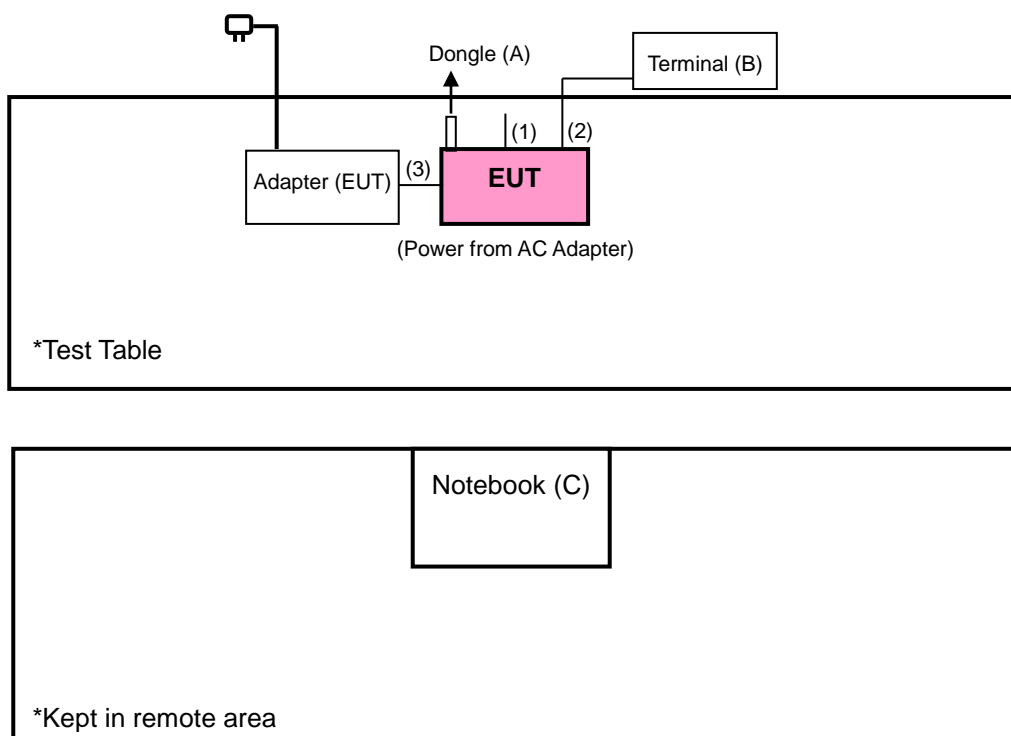 Dongle (A)
Terminal (B)
(1)
(2)
Adapter (EUT)
(3)
EUT
(Power from AC Adapter)
*Test Table
Notebook (C)
*Kept in remote area